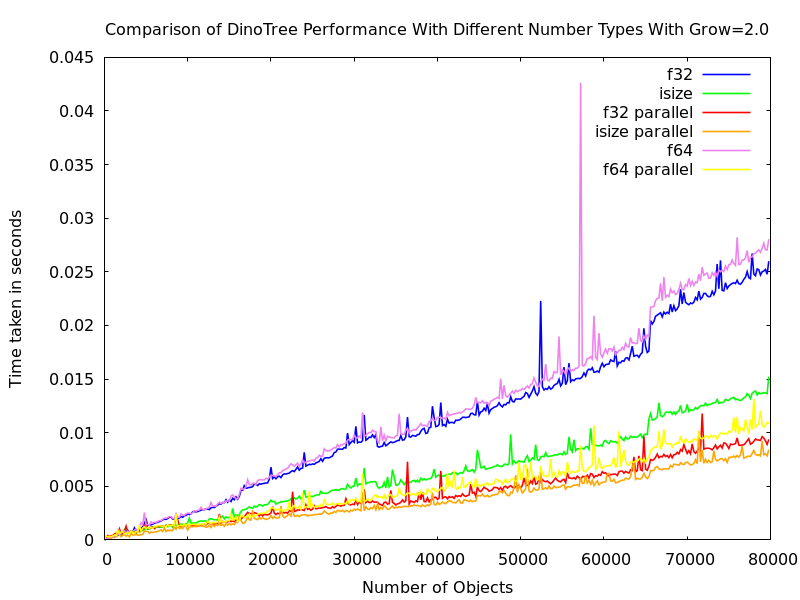 Comparison of DinoTree Performance With Different Number Types With Grow=2.0
0.045
0.04
0.035
0.03
0.025
0.02
0.015
0.01
0.005
0
Time taken in seconds
f32
isize
f32 parallel
isize parallel
f64
f64 parallel
0 10000 20000 30000 40000 50000 60000 70000 80000
Number of Objects